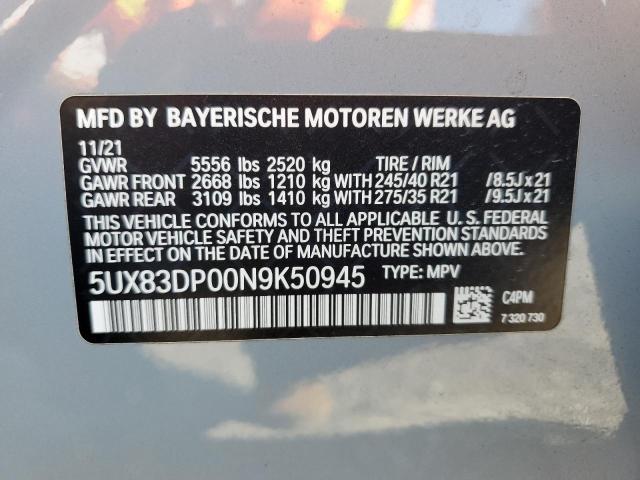 MFD BY BAYERISCHE MOTOREN WERKE AG
11/21
GVWR 5556 lbs 2520 kg TIRE / RIM
GAWR FRONT 2668 lbs 1210 kg WITH 245/40 R21 /8.5Jx21
GAWR REAR 3109 lbs 1410 kg WITH 275/35 R21 /9.5Jx21
THIS VEHICLE CONFORMS TO ALL APPLICABLE U. S. FEDERAL
MOTOR VEHICLE SAFETY AND THEFT PREVENTION STANDARDS
IN EFFECT ON THE DATE OF MANUFACTURE SHOWN ABOVE.
5UX83DP00N9K50945 TYPE: MPV
C4PM
7 320 730